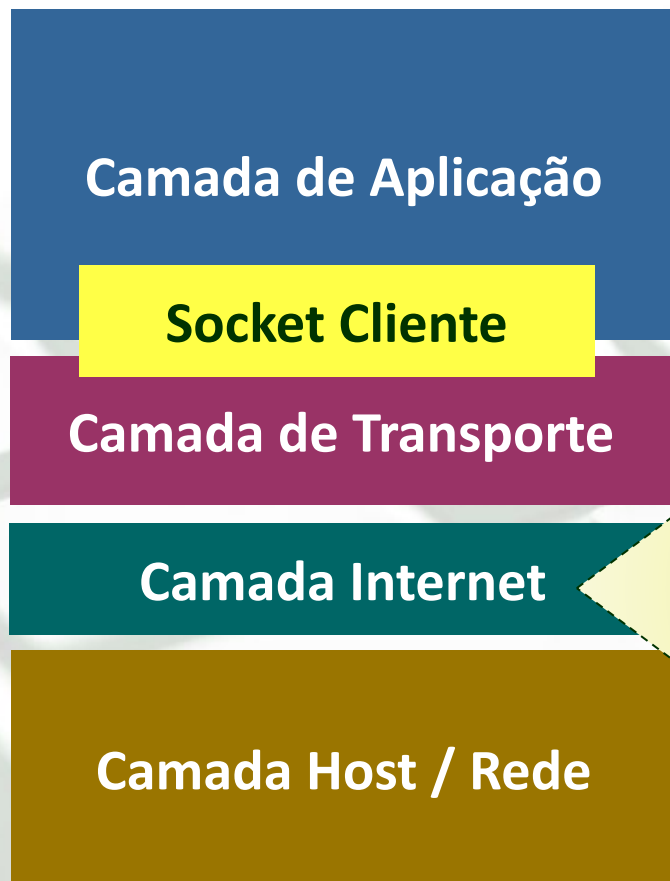 Camada de Aplicação
Socket Cliente
Camada de Transporte
Camada Internet
Camada Host / Rede